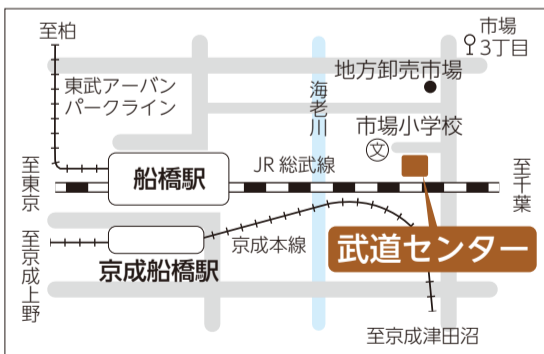 至柏
市場
3丁目
東武アーバン
パークライン
地方卸売市場
海老川
市場小学校
文
至東京
船橋駅
JR総武線
至千葉
至京成上野
京成船橋駅
京成本線
武道センター
至京成津田沼